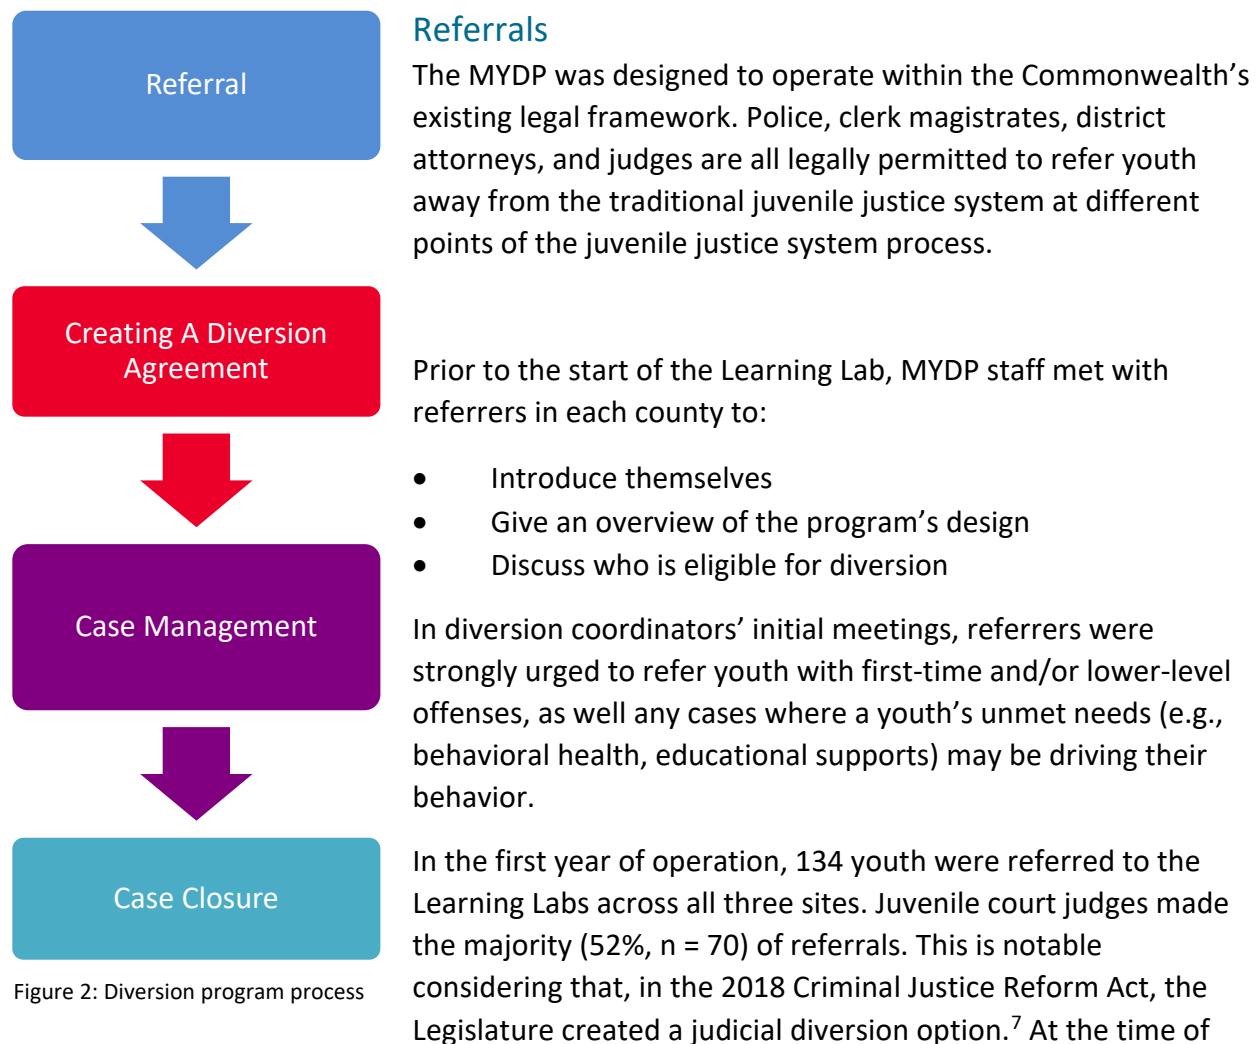 Referral
Creating A Diversion
Agreement
Case Management
Case Closure
Figure 2: Diversion program process
Referrals
The MYDP was designed to operate within the Commonwealth’s
existing legal framework. Police, clerk magistrates, district
attorneys, and judges are all legally permitted to refer youth
away from the traditional juvenile justice system at different
points of the juvenile justice system process.
Prior to the start of the Learning Lab, MYDP staff met with
referrers in each county to:
• Introduce themselves
• Give an overview of the program’s design
• Discuss who is eligible for diversion
In diversion coordinators’ initial meetings, referrers were
strongly urged to refer youth with first-time and/or lower-level
offenses, as well any cases where a youth’s unmet needs (e.g.,
behavioral health, educational supports) may be driving their
behavior.
In the first year of operation, 134 youth were referred to the
Learning Labs across all three sites. Juvenile court judges made
the majority (52%, n = 70) of referrals. This is notable
considering that, in the 2018 Criminal Justice Reform Act, the
Legislature created a judicial diversion option.⁷ At the time of